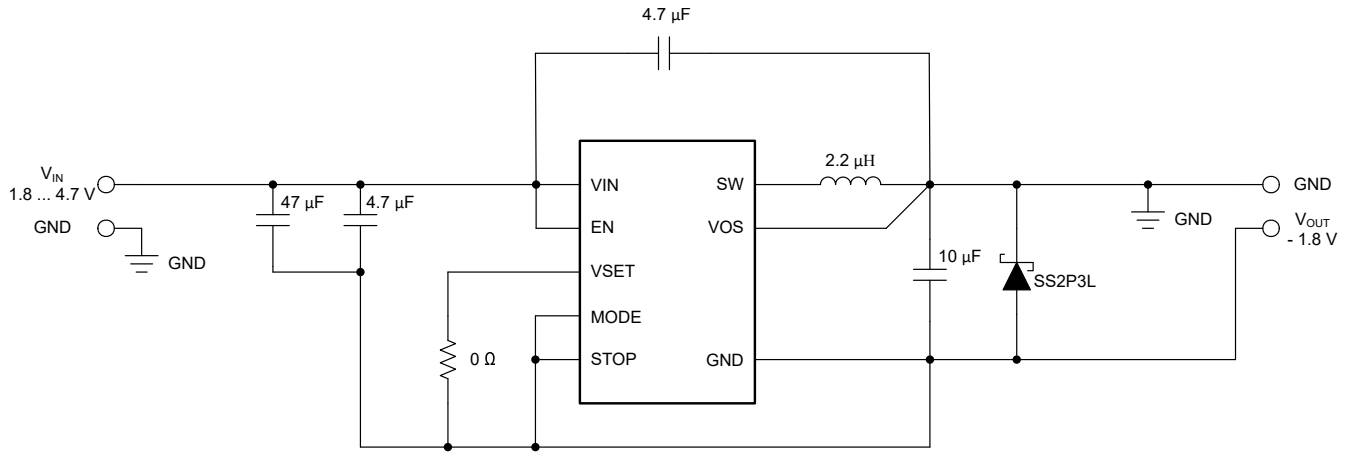 4.7 µF
V_IN
1.8 ... 4.7 V
GND
GND
47 µF
4.7 µF
VIN
EN
VSET
MODE
STOP
SW
VOS
GND
0 Ω
2.2 µH
10 µF
SS2P3L
GND
GND
V_OUT
- 1.8 V